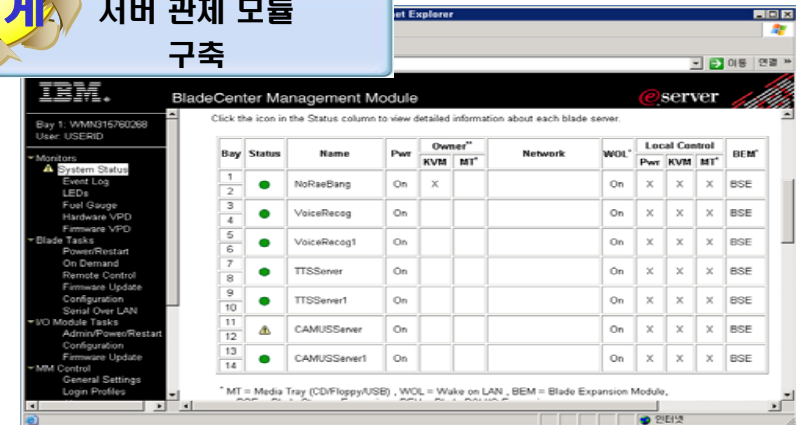 계
서버 관제 모듈
구축
et Explorer
이동 연결 »
IBM.
BladeCenter Management Module
@server
Bay 1: WMN315760268
User: USERID
Monitors
System Status
Event Log
LEDs
Fuel Gauge
Hardware VPD
Firmware VPD
Blade Tasks
Power/Restart
On Demand
Remote Control
Firmware Update
Configuration
Serial Over LAN
I/O Module Tasks
Admin/Power/Restart
Configuration
Firmware Update
MM Control
General Settings
Login Profiles
Click the icon in the Status column to view detailed information about each blade server.
Bay Status Name Pwr Owner** Network WOL* Local Control BEM*
KVM MT* Pwr KVM MT*
1 2 NoRaeBang On X On X X X BSE
3 4 VoiceRecog On On X X X BSE
5 6 VoiceRecog1 On On X X X BSE
7 8 TTSServer On On X X X BSE
9 10 TTSServer1 On On X X X BSE
11 12 CAMUSServer On On X X X BSE
13 14 CAMUSServer1 On On X X X BSE
* MT = Media Tray (CD/Floppy/USB) , WOL = Wake on LAN , BEM = Blade Expansion Module,
인터넷